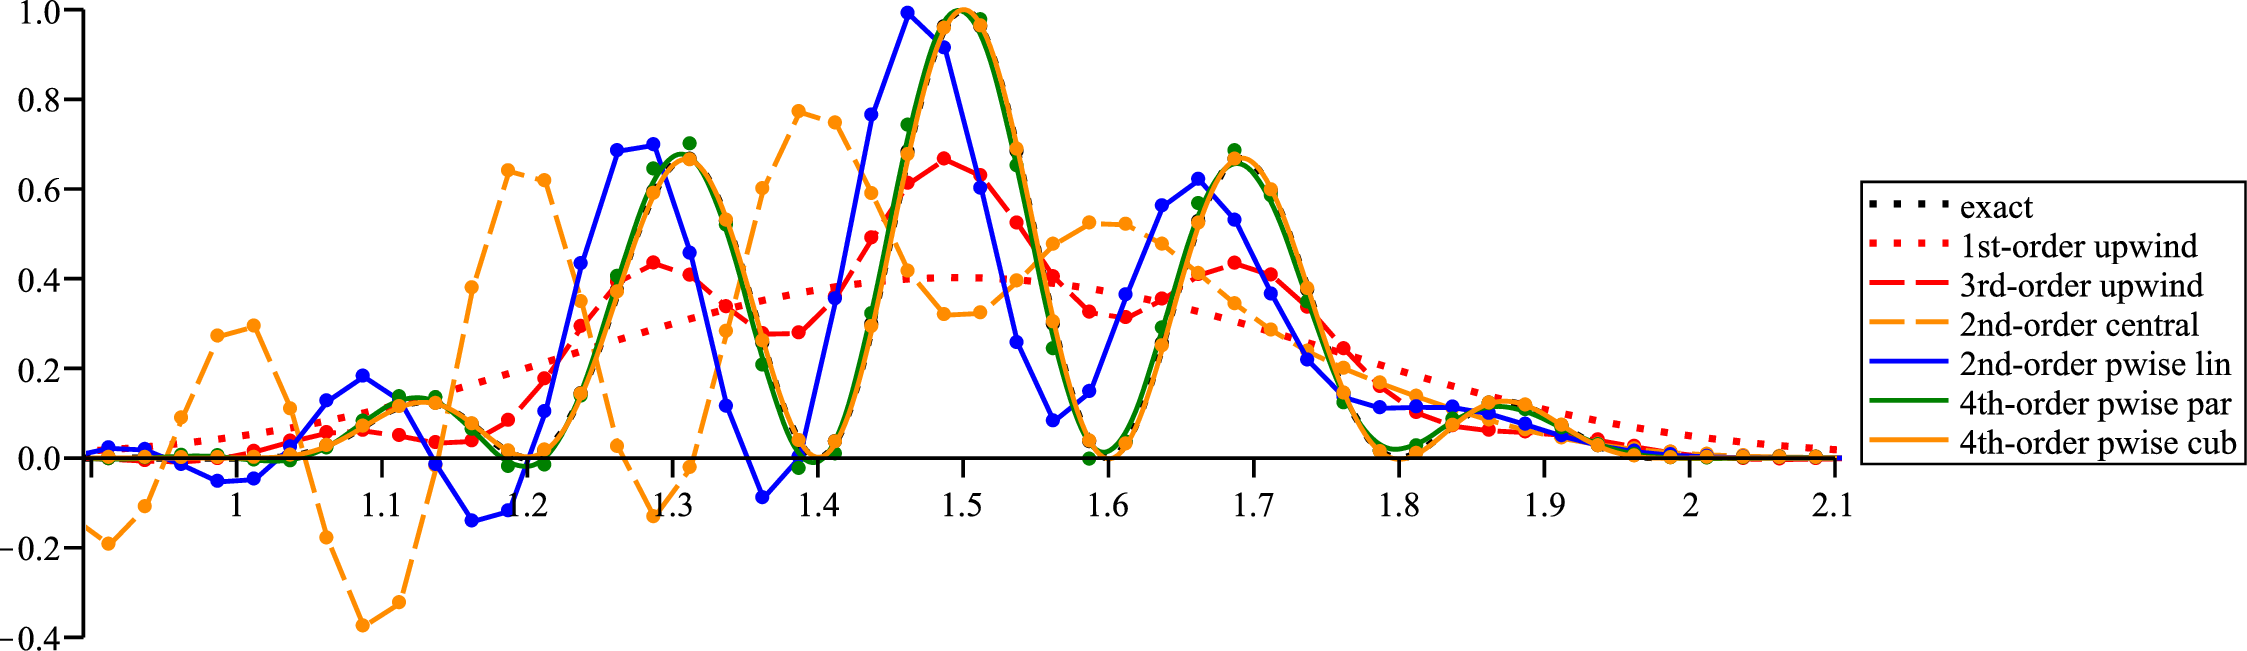 1.0
0.8
0.6
0.4
0.2
0.0
−0.2
−0.4
1 1.1 1.2 1.3 1.4 1.5 1.6 1.7 1.8 1.9 2 2.1
exact
1st-order upwind
3rd-order upwind
2nd-order central
2nd-order pwise lin
4th-order pwise par
4th-order pwise cub